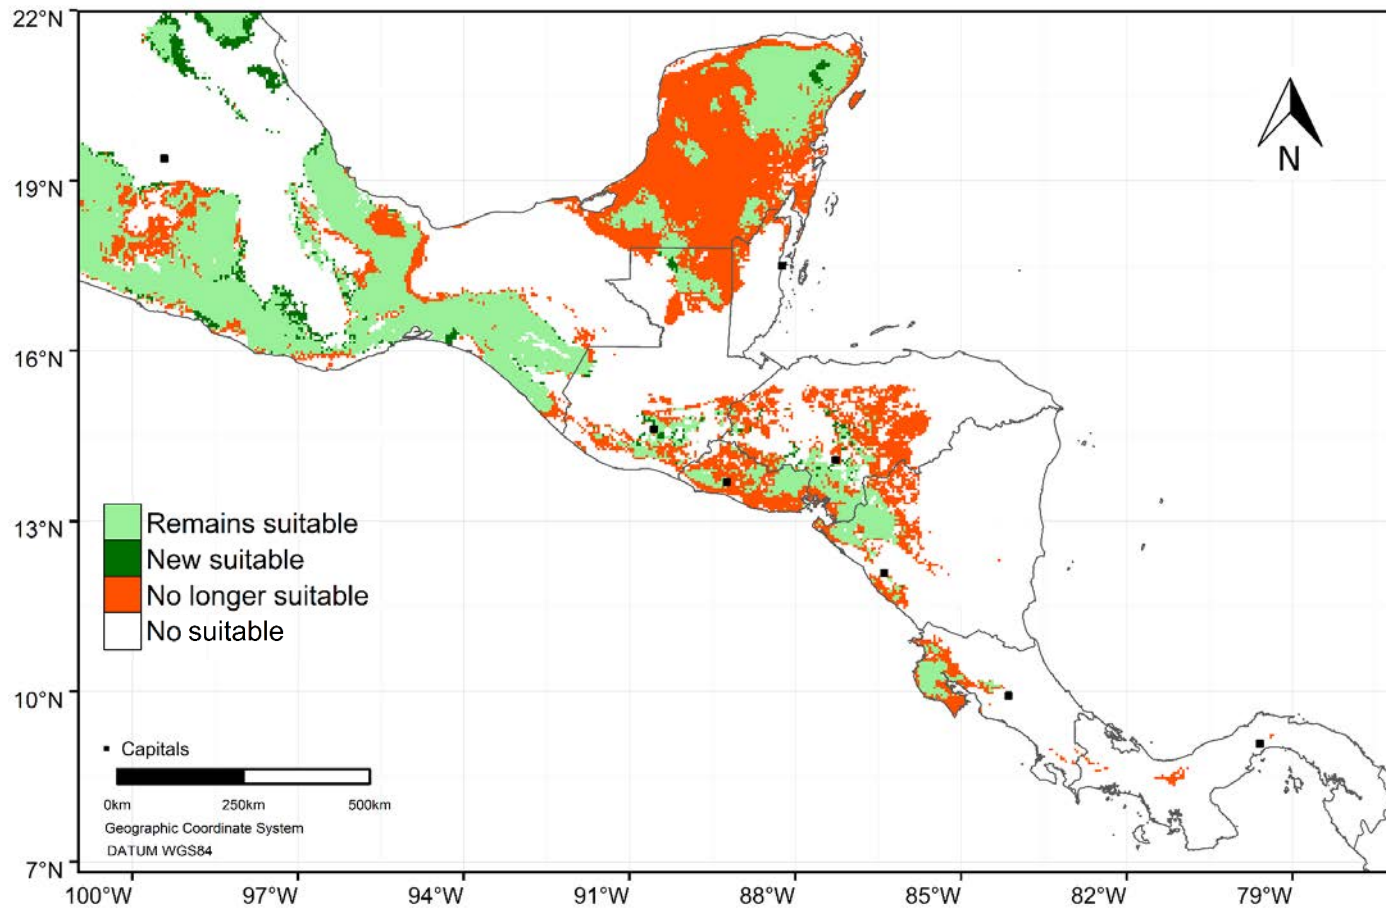 22°N
19°N
16°N
13°N
10°N
7°N
N
Remains suitable
New suitable
No longer suitable
No suitable
Capitals
0km 250km 500km
Geographic Coordinate System
DATUM WGS84
100°W 97°W 94°W 91°W 88°W 85°W 82°W 79°W